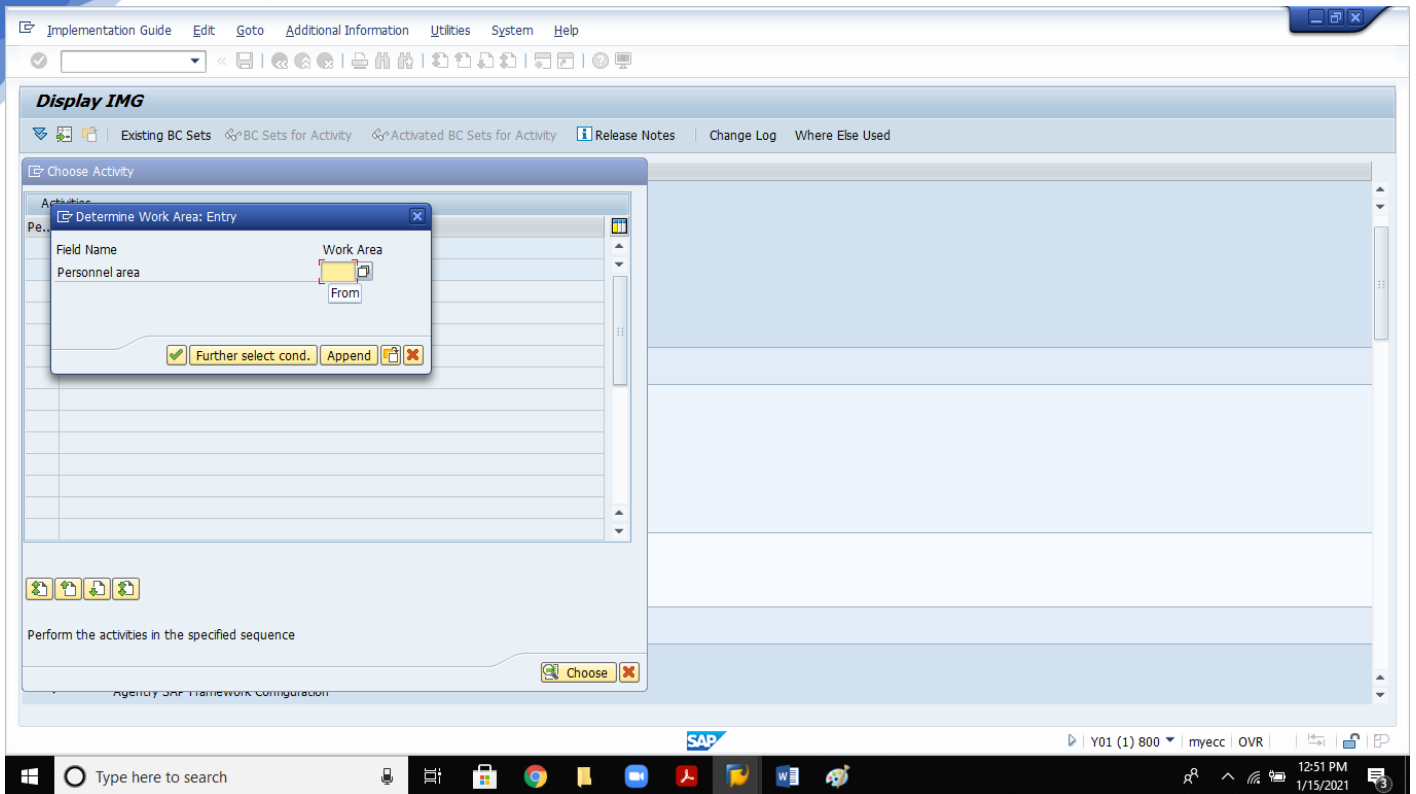 Implementation Guide Edit Goto Additional Information Utilities System Help
Display IMG
Existing BC Sets BC Sets for Activity Activated BC Sets for Activity Release Notes Change Log Where Else Used
Choose Activity
Activities
Determine Work Area: Entry
Pe..
Field Name Work Area
Personnel area
From
Further select cond. Append
Perform the activities in the specified sequence
Choose
Agentry SAP Framework Configuration
SAP
Y01 (1) 800 myecc OVR
Type here to search
12:51 PM
1/15/2021
3